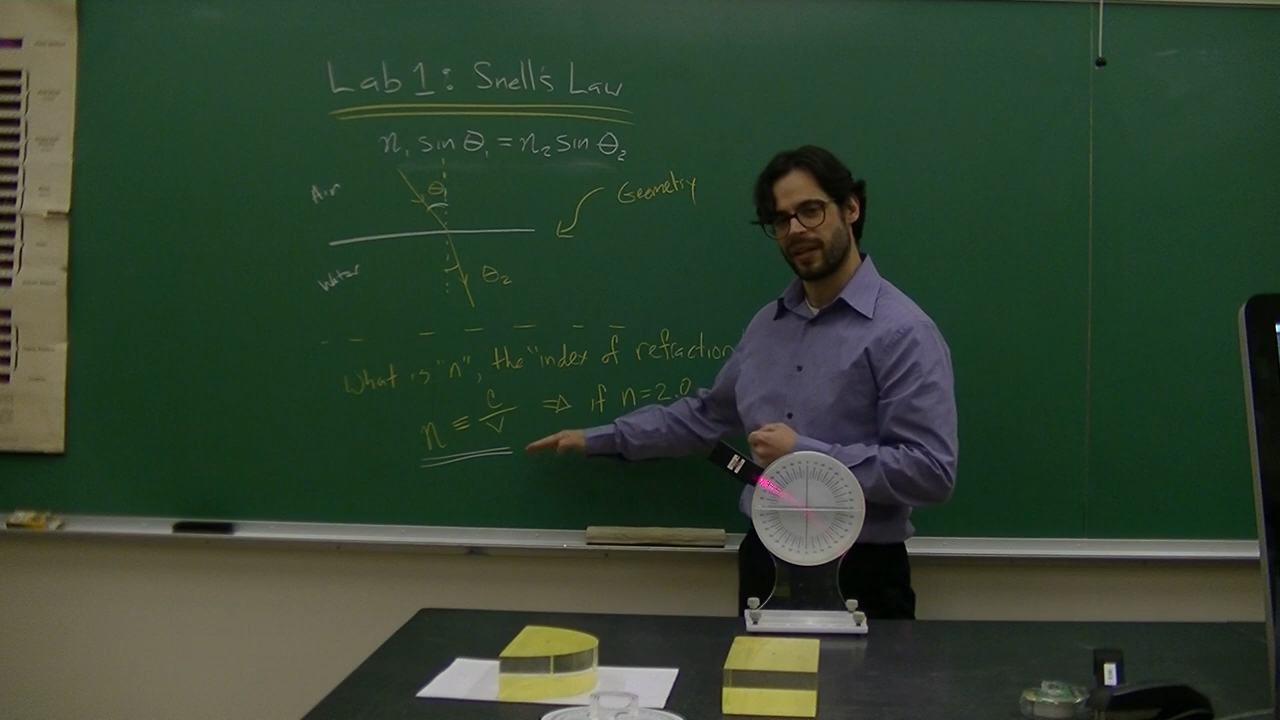 Lab 1: Snell's Law
n₁ sin θ₁ = n₂ sin θ₂
Air
θ₁
Geometry
Water
θ₂
What is "n", the "index of refraction
n ≡ c/v ⇒ if n=2.0